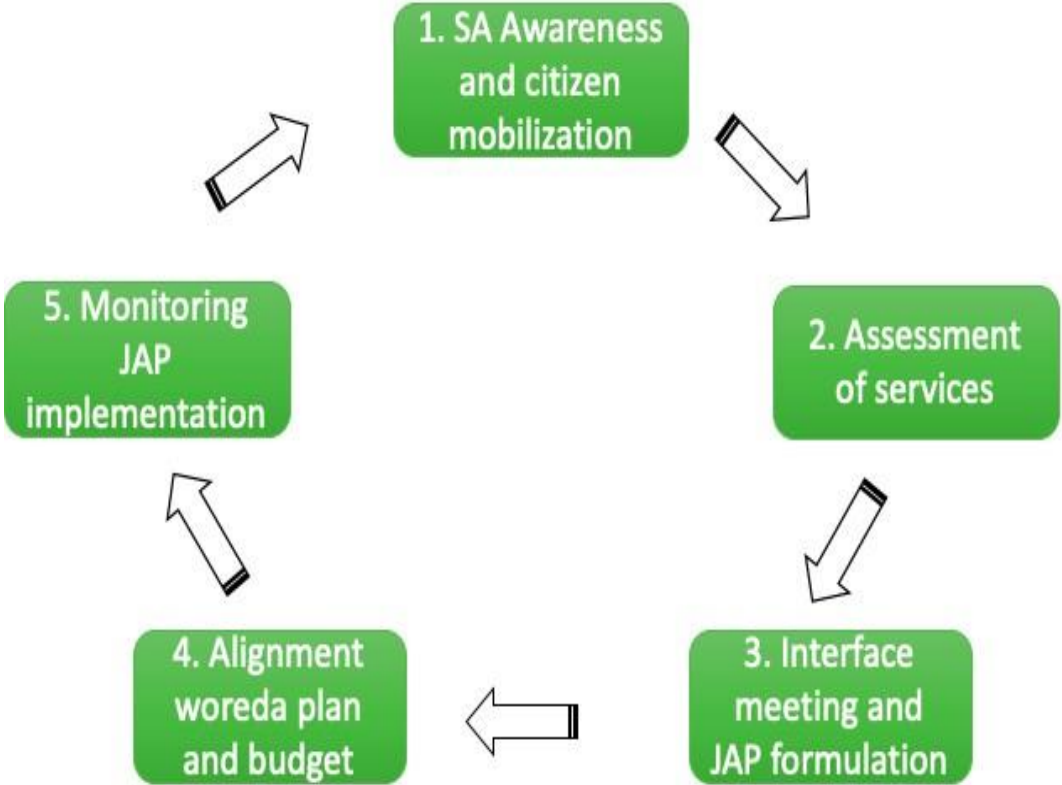 1. SA Awareness
and citizen
mobilization
2. Assessment
of services
3. Interface
meeting and
JAP formulation
4. Alignment
woreda plan
and budget
5. Monitoring
JAP
implementation